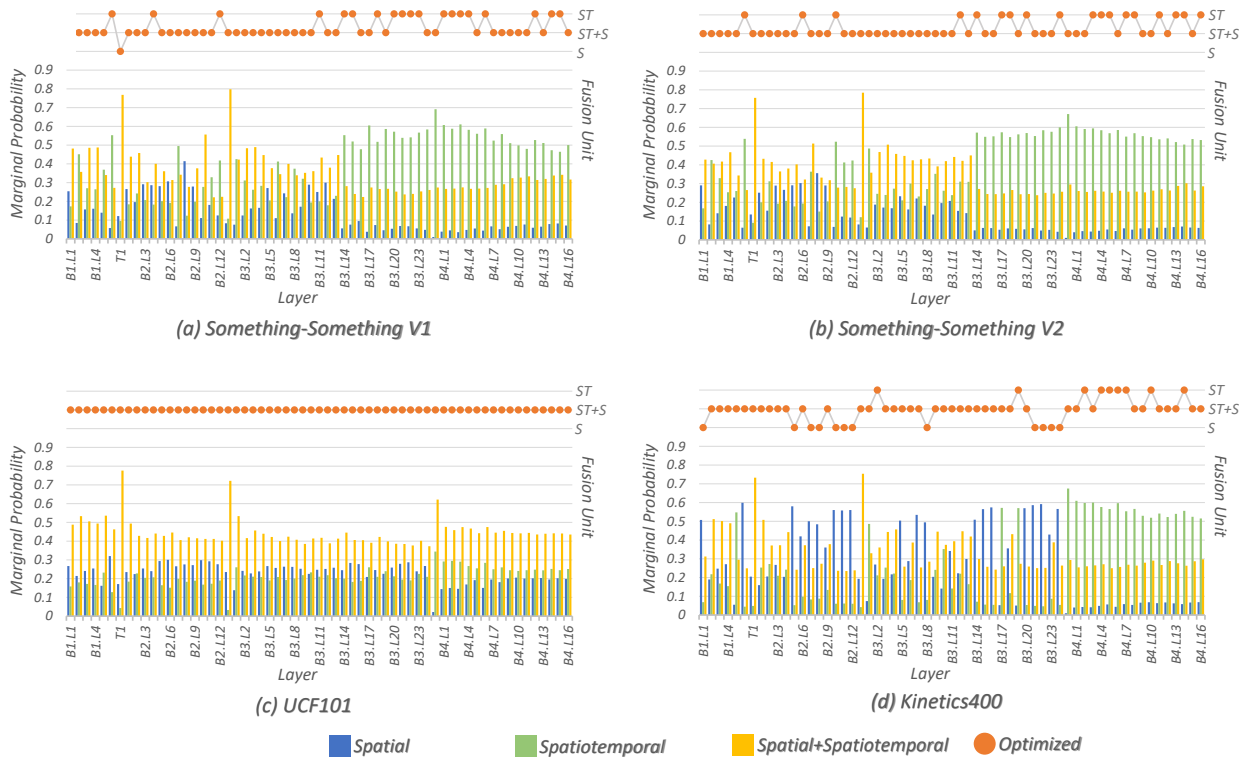 ST
ST+S
S
0.9
0.8
0.7
0.6
0.5
0.4
0.3
0.2
0.1
0
Marginal Probability
Fusion Unit
B1.L1
B1.L4
T1
B2.L3
B2.L6
B2.L9
B2.L12
B3.L2
B3.L5
B3.L8
B3.L11
B3.L14
B3.L17
B3.L20
B3.L23
B4.L1
B4.L4
B4.L7
B4.L10
B4.L13
B4.L16
Layer
(a) Something-Something V1
ST
ST+S
S
0.9
0.8
0.7
0.6
0.5
0.4
0.3
0.2
0.1
0
Marginal Probability
Fusion Unit
B1.L1
B1.L4
T1
B2.L3
B2.L6
B2.L9
B2.L12
B3.L2
B3.L5
B3.L8
B3.L11
B3.L14
B3.L17
B3.L20
B3.L23
B4.L1
B4.L4
B4.L7
B4.L10
B4.L13
B4.L16
Layer
(b) Something-Something V2
ST
ST+S
S
0.9
0.8
0.7
0.6
0.5
0.4
0.3
0.2
0.1
0
Marginal Probability
Fusion Unit
B1.L1
B1.L4
T1
B2.L3
B2.L6
B2.L9
B2.L12
B3.L2
B3.L5
B3.L8
B3.L11
B3.L14
B3.L17
B3.L20
B3.L23
B4.L1
B4.L4
B4.L7
B4.L10
B4.L13
B4.L16
Layer
(c) UCF101
ST
ST+S
S
0.9
0.8
0.7
0.6
0.5
0.4
0.3
0.2
0.1
0
Marginal Probability
Fusion Unit
B1.L1
B1.L4
T1
B2.L3
B2.L6
B2.L9
B2.L12
B3.L2
B3.L5
B3.L8
B3.L11
B3.L14
B3.L17
B3.L20
B3.L23
B4.L1
B4.L4
B4.L7
B4.L10
B4.L13
B4.L16
Layer
(d) Kinetics400
Spatial
Spatiotemporal
Spatial+Spatiotemporal
Optimized